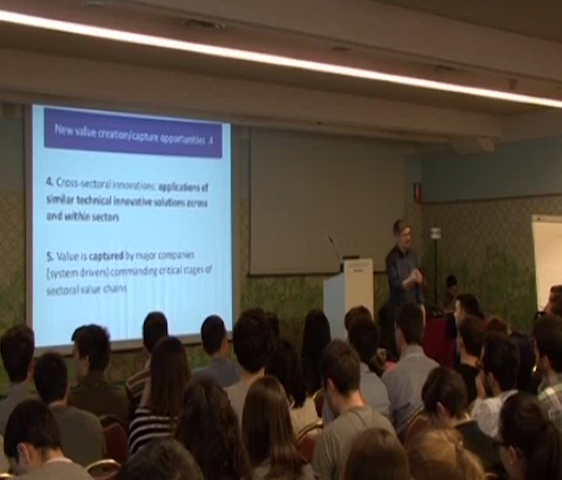 New value creation/capture opportunities 4
4. Cross-sectoral innovations: applications of
similar technical innovative solutions across
and within sectors
5. Value is captured by major companies
(system drivers) commanding critical stages of
sectoral value chains